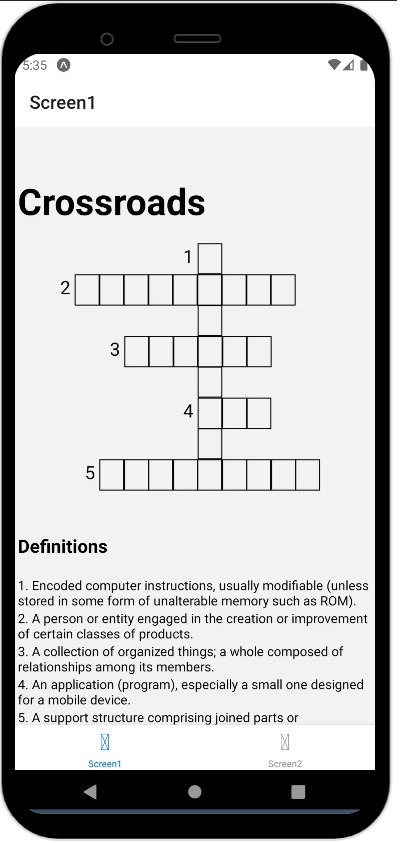 5:35
Screen1
Crossroads
1
2
3
4
5
Definitions
1. Encoded computer instructions, usually modifiable (unless
stored in some form of unalterable memory such as ROM).
2. A person or entity engaged in the creation or improvement
of certain classes of products.
3. A collection of organized things; a whole composed of
relationships among its members.
4. An application (program), especially a small one designed
for a mobile device.
5. A support structure comprising joined parts or
Screen1
Screen2